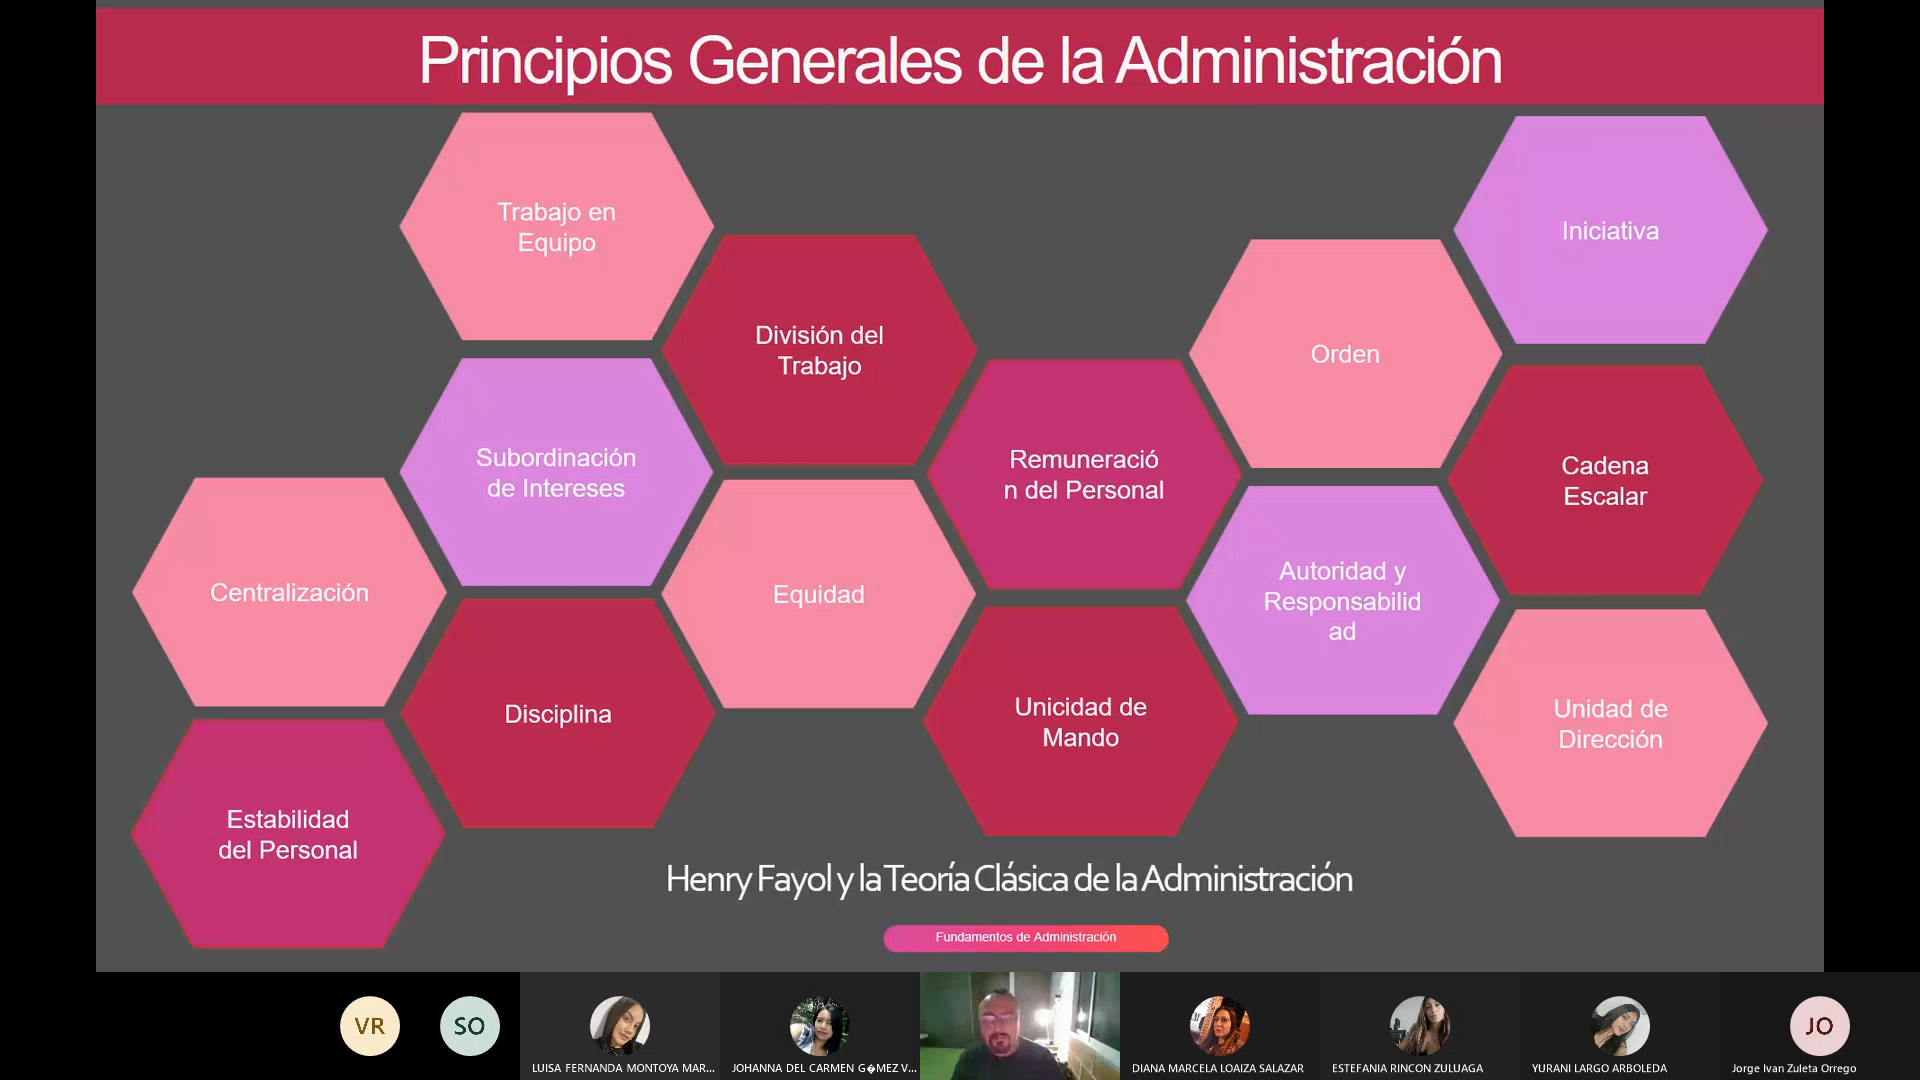 Principios Generales de la Administración
Trabajo en
Equipo
Iniciativa
División del
Trabajo
Orden
Subordinación
de Intereses
Remuneració
n del Personal
Cadena
Escalar
Centralización
Equidad
Autoridad y
Responsabilid
ad
Disciplina
Unicidad de
Mando
Unidad de
Dirección
Estabilidad
del Personal
Henry Fayol y la Teoría Clásica de la Administración
Fundamentos de Administración
VR
SO
JO
LUISA FERNANDA MONTOYA MAR...
JOHANNA DEL CARMEN G�MEZ V...
DIANA MARCELA LOAIZA SALAZAR
ESTEFANIA RINCON ZULUAGA
YURANI LARGO ARBOLEDA
Jorge Ivan Zuleta Orrego